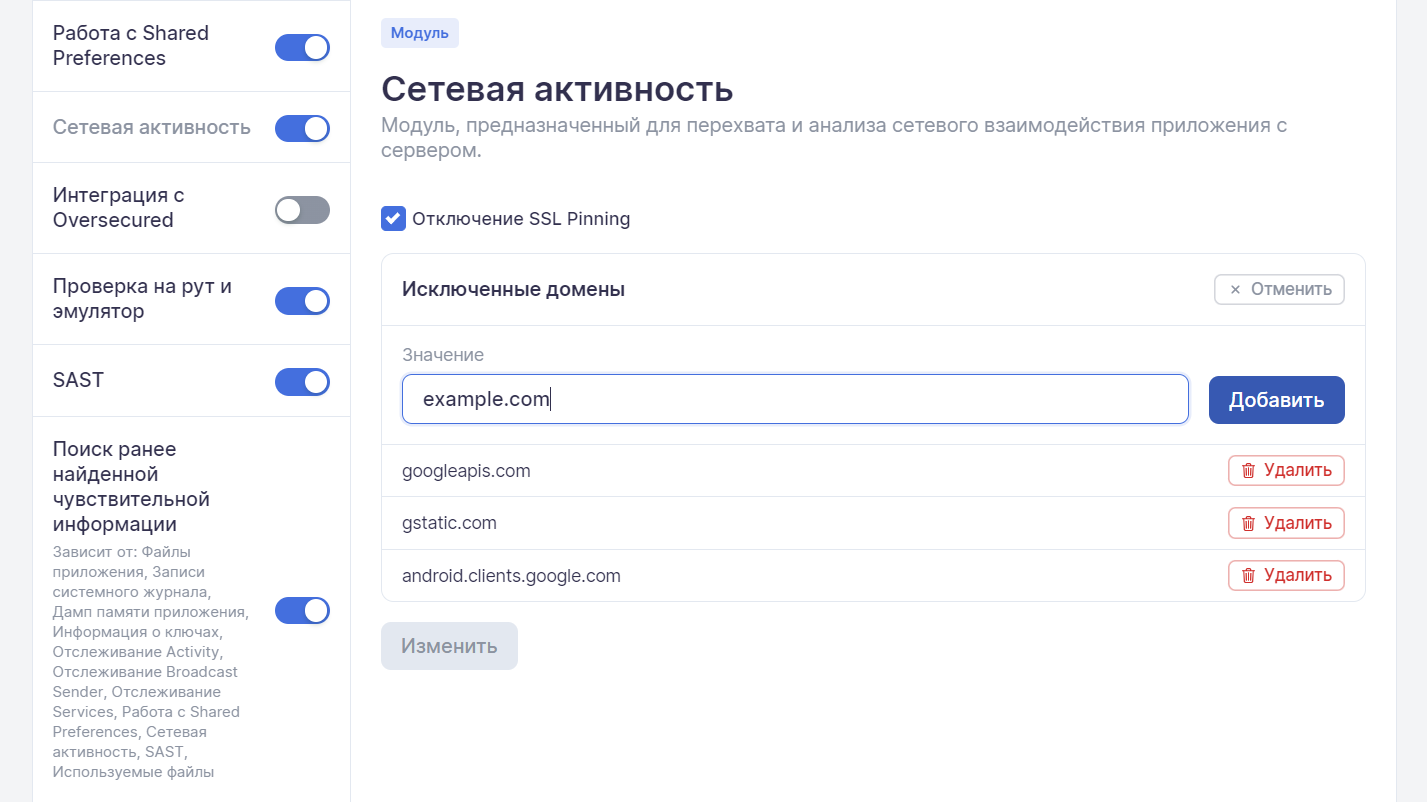 Работа с Shared
Preferences
Сетевая активность
Интеграция с
Oversecured
Проверка на рут и
эмулятор
SAST
Поиск ранее
найденной
чувствительной
информации
Зависит от: Файлы
приложения, Записи
системного журнала,
Дамп памяти приложения,
Информация о ключах,
Отслеживание Activity,
Отслеживание Broadcast
Sender, Отслеживание
Services, Работа с Shared
Preferences, Сетевая
активность, SAST,
Используемые файлы
Модуль
Сетевая активность
Модуль, предназначенный для перехвата и анализа сетевого взаимодействия приложения с
сервером.
Отключение SSL Pinning
Исключенные домены
× Отменить
Значение
example.com
Добавить
googleapis.com
Удалить
gstatic.com
Удалить
android.clients.google.com
Удалить
Изменить